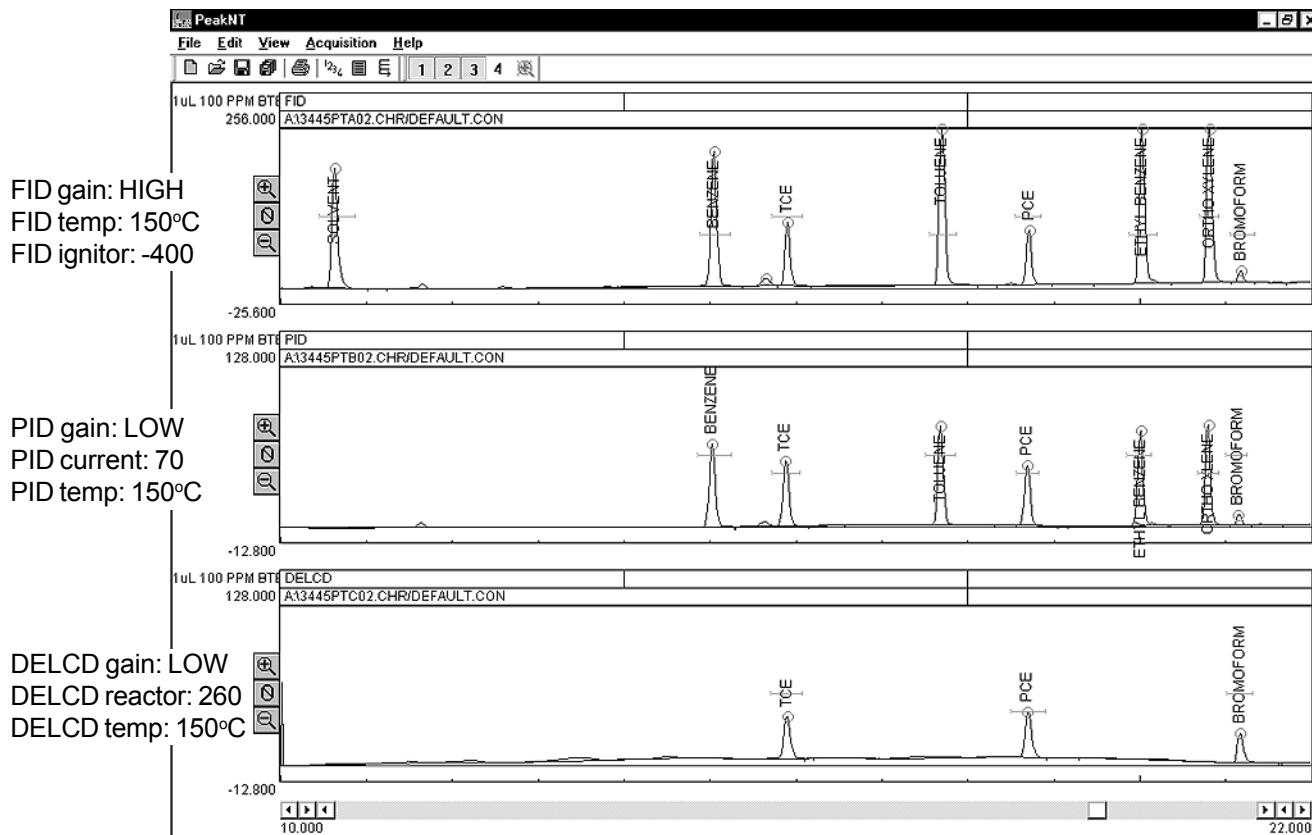 PeakNT
File Edit View Acquisition Help
1 2 3 4
1uL 100 PPM BTE FID
256.000 A:\3445PTA02.CHR/DEFAULT.CON
FID gain: HIGH
FID temp: 150°C
FID ignitor: -400
SOLVENT
BENZENE
TCE
TOLUENE
PCE
ETHYL BENZENE
ORTHO XYLENE
BROMOFORM
-25.600
1uL 100 PPM BTE PID
128.000 A:\3445PTB02.CHR/DEFAULT.CON
PID gain: LOW
PID current: 70
PID temp: 150°C
BENZENE
TCE
TOLUENE
PCE
ETHYL BENZENE
ORTHO XLENE
BROMOFORM
-12.800
1uL 100 PPM BTE DELCD
128.000 A:\3445PTC02.CHR/DEFAULT.CON
DELCD gain: LOW
DELCD reactor: 260
DELCD temp: 150°C
TCE
PCE
BROMOFORM
-12.800
10.000 22.000